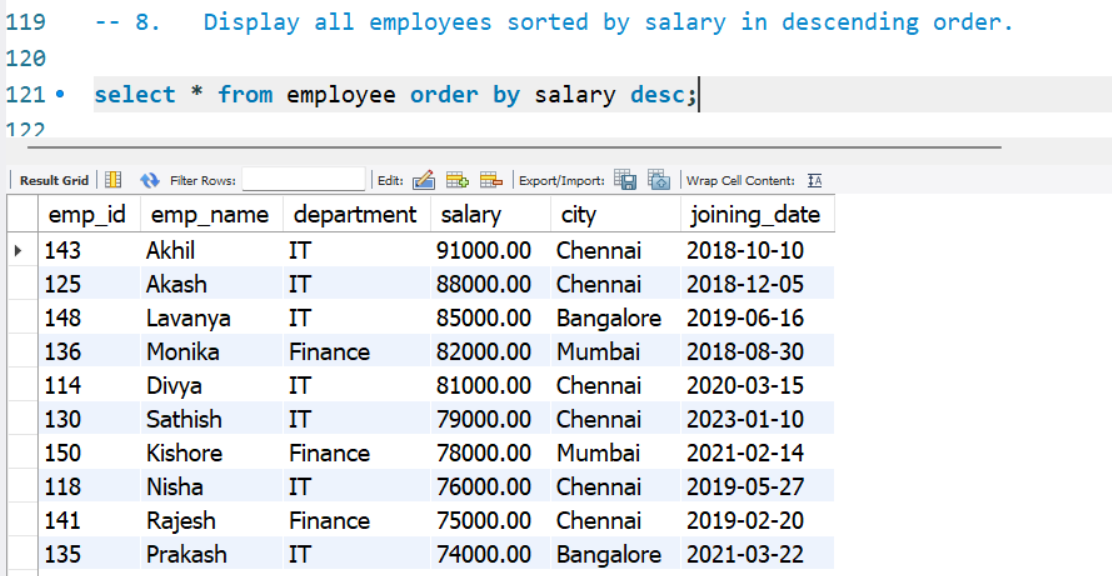 119 -- 8. Display all employees sorted by salary in descending order.
120
121 select * from employee order by salary desc;
122
Result Grid Filter Rows: Edit: Export/Import: Wrap Cell Content: IA
emp_id emp_name department salary city joining_date
143 Akhil IT 91000.00 Chennai 2018-10-10
125 Akash IT 88000.00 Chennai 2018-12-05
148 Lavanya IT 85000.00 Bangalore 2019-06-16
136 Monika Finance 82000.00 Mumbai 2018-08-30
114 Divya IT 81000.00 Chennai 2020-03-15
130 Sathish IT 79000.00 Chennai 2023-01-10
150 Kishore Finance 78000.00 Mumbai 2021-02-14
118 Nisha IT 76000.00 Chennai 2019-05-27
141 Rajesh Finance 75000.00 Chennai 2019-02-20
135 Prakash IT 74000.00 Bangalore 2021-03-22